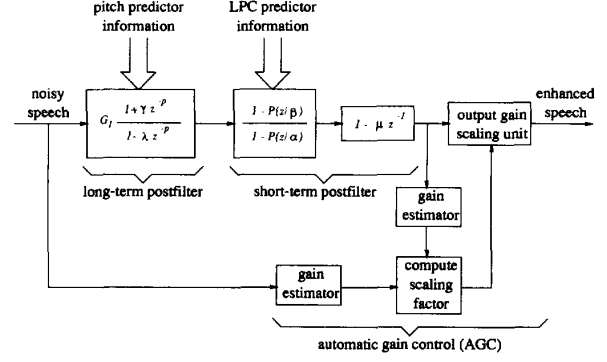 pitch predictor
information
LPC predictor
information
noisy
speech
G_l (1 + γ z^-p) / (1 - λ z^-p)
(1 - P(z/β)) / (1 - P(z/α))
1 - μ z^-1
output gain
scaling unit
enhanced
speech
long-term postfilter
short-term postfilter
gain
estimator
gain
estimator
compute
scaling
factor
automatic gain control (AGC)